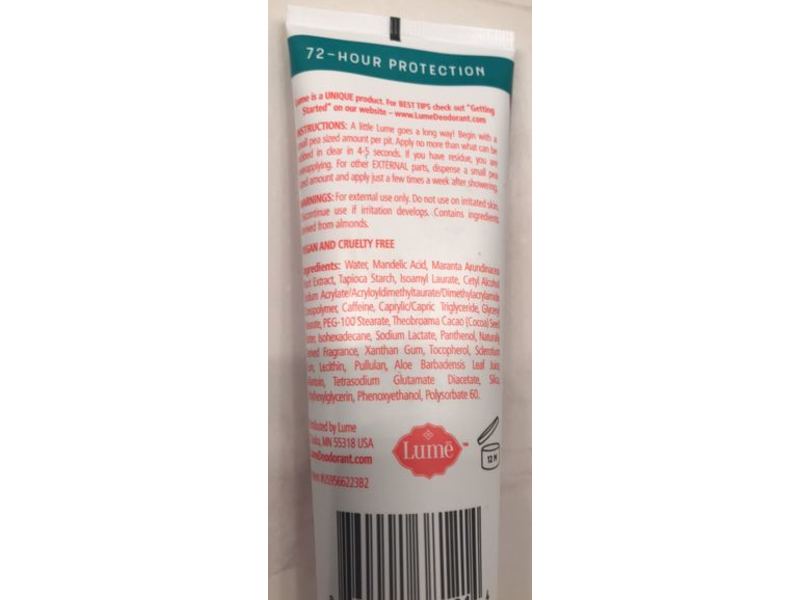 72-HOUR PROTECTION
Lume is a UNIQUE product. For BEST TIPS check out "Getting
Started" on our website – www.LumeDeodorant.com
INSTRUCTIONS: A little Lume goes a long way! Begin with a
small pea sized amount per pit. Apply no more than what can be
rubbed in clear in 4-5 seconds. If you have residue, you are
overapplying. For other EXTERNAL parts, dispense a small pea
sized amount and apply just a few times a week after showering.
WARNINGS: For external use only. Do not use on irritated skin.
Discontinue use if irritation develops. Contains ingredients
derived from almonds.
VEGAN AND CRUELTY FREE
Ingredients: Water, Mandelic Acid, Maranta Arundinacea
Root Extract, Tapioca Starch, Isoamyl Laurate, Cetyl Alcohol
Sodium Acrylate/Acryloyldimethyltaurate/Dimethylacrylamide
Crosspolymer, Caffeine, Caprylic/Capric Triglyceride, Glyceryl
Stearate, PEG-100 Stearate, Theobroama Cacao (Cocoa) Seed
Butter, Isohexadecane, Sodium Lactate, Panthenol, Naturally
Derived Fragrance, Xanthan Gum, Tocopherol, Sclerotium
Gum, Lecithin, Pullulan, Aloe Barbadensis Leaf Juice,
Allantoin, Tetrasodium Glutamate Diacetate, Silica,
Ethylhexylglycerin, Phenoxyethanol, Polysorbate 60.
Distributed by Lume
MN 55318 USA
LumeDeodorant.com
Lumē ™
12 M
Patent #US9566223B2